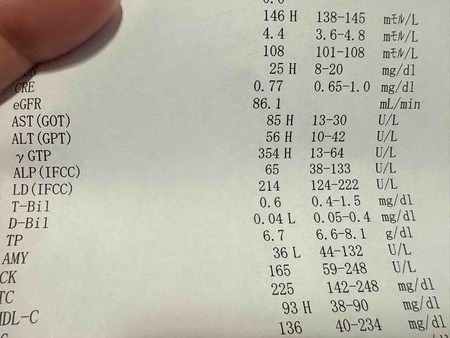 146 H 138-145 mモル/L
4.4 3.6-4.8 mモル/L
108 101-108 mモル/L
25 H 8-20 mg/dl
CRE 0.77 0.65-1.0 mg/dl
eGFR 86.1 mL/min
AST(GOT) 85 H 13-30 U/L
ALT(GPT) 56 H 10-42 U/L
γGTP 354 H 13-64 U/L
ALP(IFCC) 65 38-133 U/L
LD(IFCC) 214 124-222 U/L
T-Bil 0.6 0.4-1.5 mg/dl
D-Bil 0.04 L 0.05-0.4 mg/dl
TP 6.7 6.6-8.1 g/dl
AMY 36 L 44-132 U/L
CK 165 59-248 U/L
TC 225 142-248 mg/dl
HDL-C 93 H 38-90 mg/dl
136 40-234 mg/dl